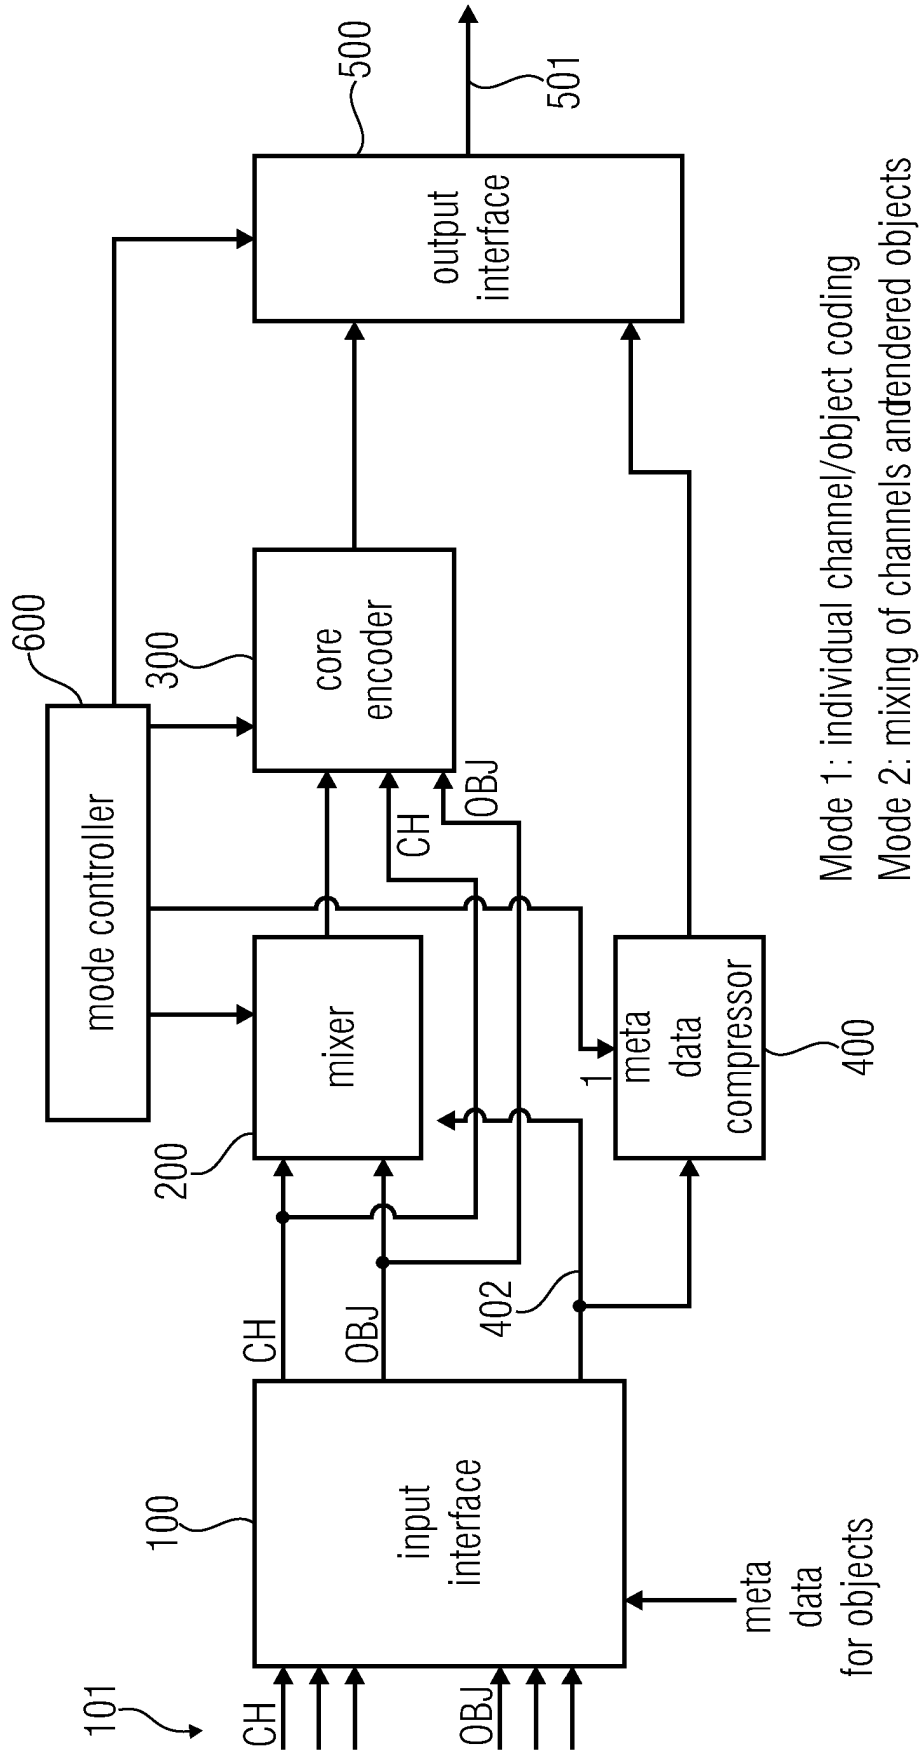 101
CH
OBJ
100
input
interface
meta
data
for objects
CH
OBJ
402
200
mixer
mode controller
600
1
meta
data
compressor
400
CH
OBJ
300
core
encoder
output
interface
500
501
Mode 1: individual channel/object coding
Mode 2: mixing of channels andrendered objects